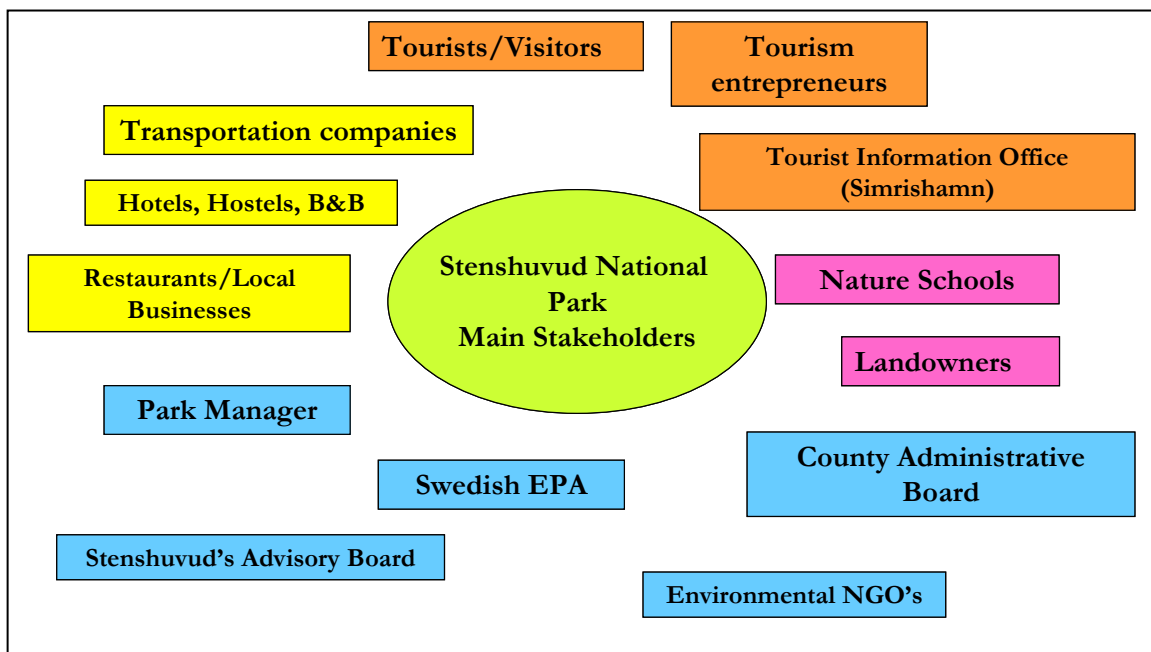 Tourists/Visitors
Tourism
entrepreneurs
Transportation companies
Tourist Information Office
(Simrishamn)
Hotels, Hostels, B&B
Stenshuvud National
Park
Main Stakeholders
Restaurants/Local
Businesses
Nature Schools
Landowners
Park Manager
County Administrative
Board
Swedish EPA
Stenshuvud’s Advisory Board
Environmental NGO’s